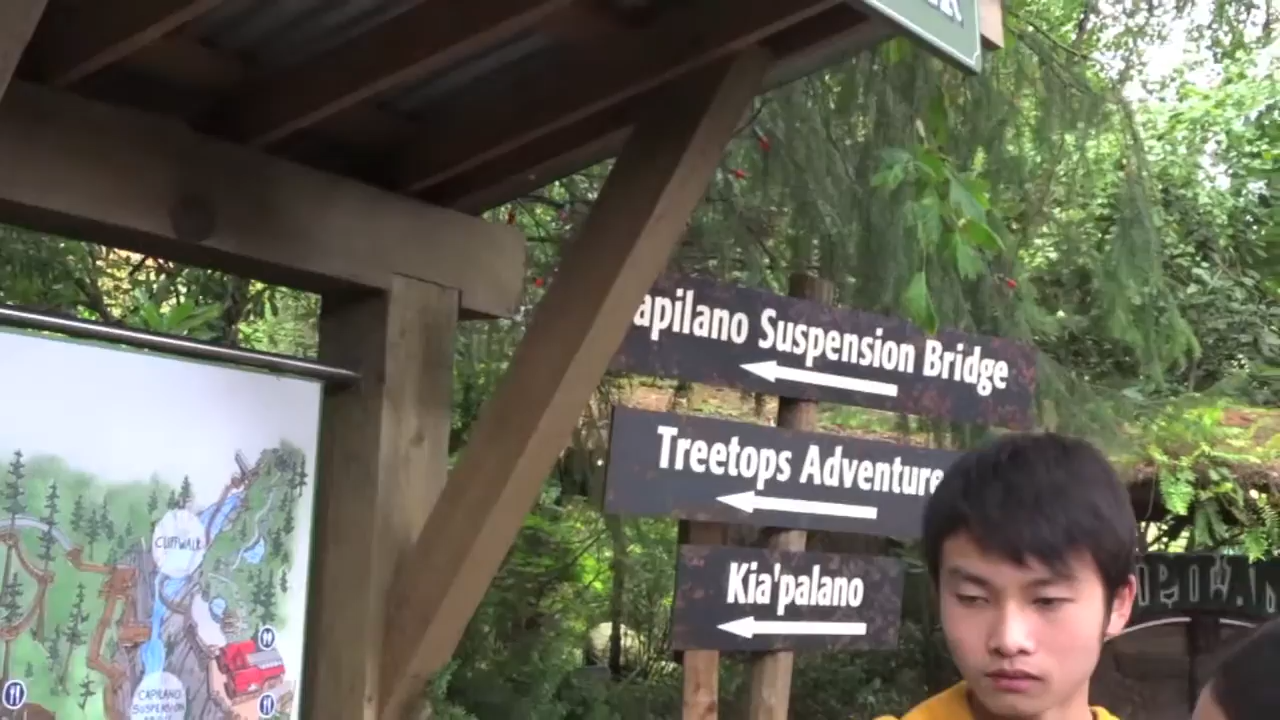 apilano Suspension Bridge
Treetops Adventure
Kia'palano
CLIFFWALK
CAPILANO
SUSPENSION